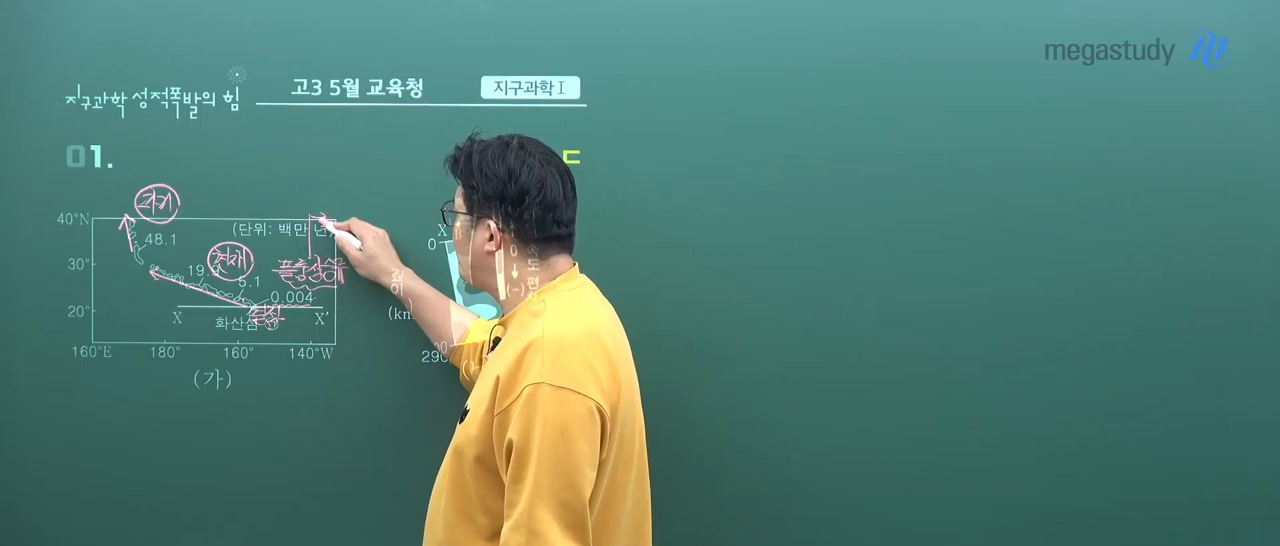 megastudy
지구과학 성적폭발의 힘
고3 5월 교육청
지구과학 I
01.
과거
40°N
(단위: 백만 년)
48.1
현재
30°
19.9
5.1
플룸상승류
0.004
20°
X
화산섬
열점
X'
160°E 180° 160° 140°W
(가)
X
0
깊이
(km)
290
(-)